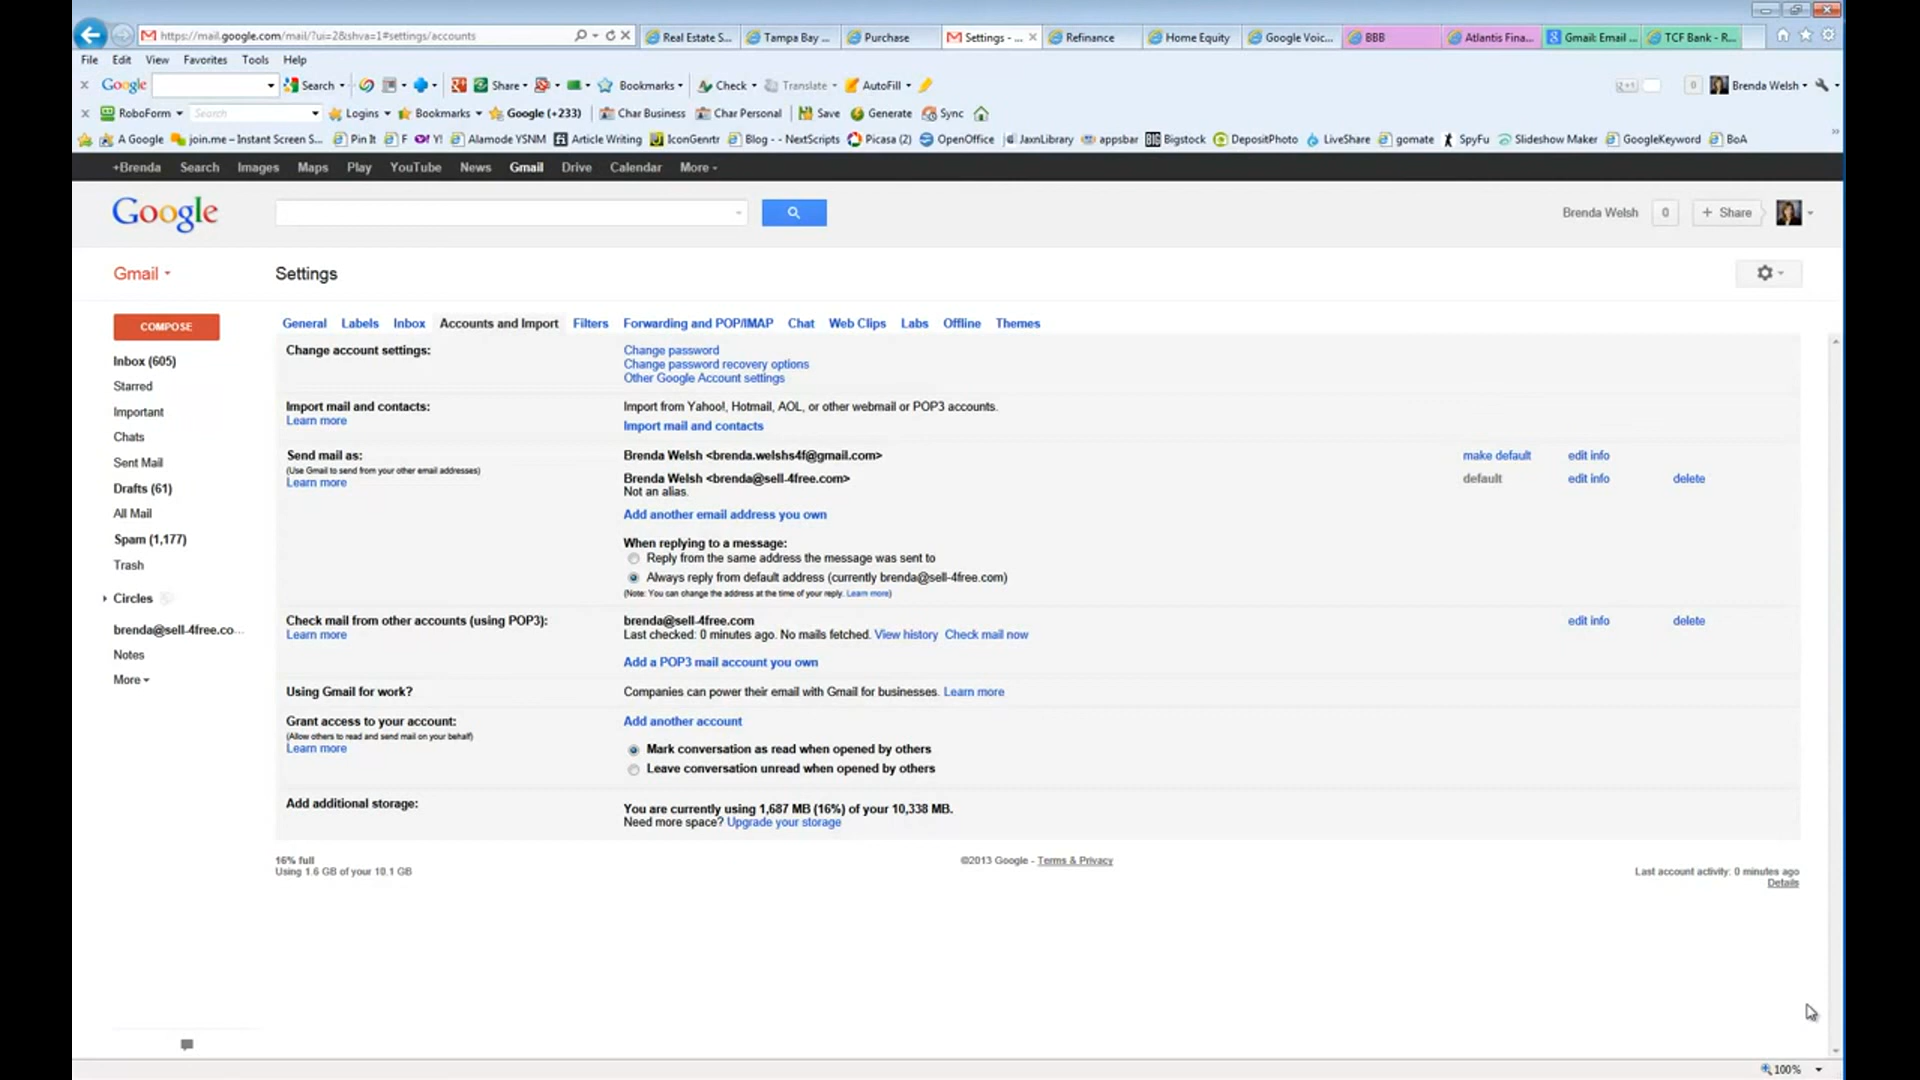 https://mail.google.com/mail/?ui=2&shva=1#settings/accounts
Real Estate S...
Tampa Bay ...
Purchase
Settings - ...
Refinance
Home Equity
Google Voic...
BBB
Atlantis Fina...
Gmail: Email ...
TCF Bank - R...
File Edit View Favorites Tools Help
Google Search Share Bookmarks Check Translate AutoFill Brenda Welsh
RoboForm Search Logins Bookmarks Google (+233) Char Business Char Personal Save Generate Sync
A Google join.me – Instant Screen S... Pin It F Y! Alamode YSNM Article Writing IconGentr Blog - - NextScripts Picasa (2) OpenOffice JaxnLibrary appsbar Bigstock DepositPhoto LiveShare gomate SpyFu Slideshow Maker GoogleKeyword BoA
+Brenda Search Images Maps Play YouTube News Gmail Drive Calendar More
Google
Brenda Welsh 0 + Share
Gmail
Settings
COMPOSE
Inbox (605)
Starred
Important
Chats
Sent Mail
Drafts (61)
All Mail
Spam (1,177)
Trash
Circles
brenda@sell-4free.co...
Notes
More
General Labels Inbox Accounts and Import Filters Forwarding and POP/IMAP Chat Web Clips Labs Offline Themes
Change account settings:
Change password
Change password recovery options
Other Google Account settings
Import mail and contacts:
Learn more
Import from Yahoo!, Hotmail, AOL, or other webmail or POP3 accounts.
Import mail and contacts
Send mail as:
(Use Gmail to send from your other email addresses)
Learn more
Brenda Welsh <brenda.welshs4f@gmail.com> make default edit info
Brenda Welsh <brenda@sell-4free.com> default edit info delete
Not an alias.
Add another email address you own
When replying to a message:
Reply from the same address the message was sent to
Always reply from default address (currently brenda@sell-4free.com)
(Note: You can change the address at the time of your reply. Learn more)
Check mail from other accounts (using POP3):
Learn more
brenda@sell-4free.com edit info delete
Last checked: 0 minutes ago. No mails fetched. View history Check mail now
Add a POP3 mail account you own
Using Gmail for work?
Companies can power their email with Gmail for businesses. Learn more
Grant access to your account:
(Allow others to read and send mail on your behalf)
Learn more
Add another account
Mark conversation as read when opened by others
Leave conversation unread when opened by others
Add additional storage:
You are currently using 1,687 MB (16%) of your 10,338 MB.
Need more space? Upgrade your storage
16% full
Using 1.6 GB of your 10.1 GB
©2013 Google - Terms & Privacy
Last account activity: 0 minutes ago
Details
100%